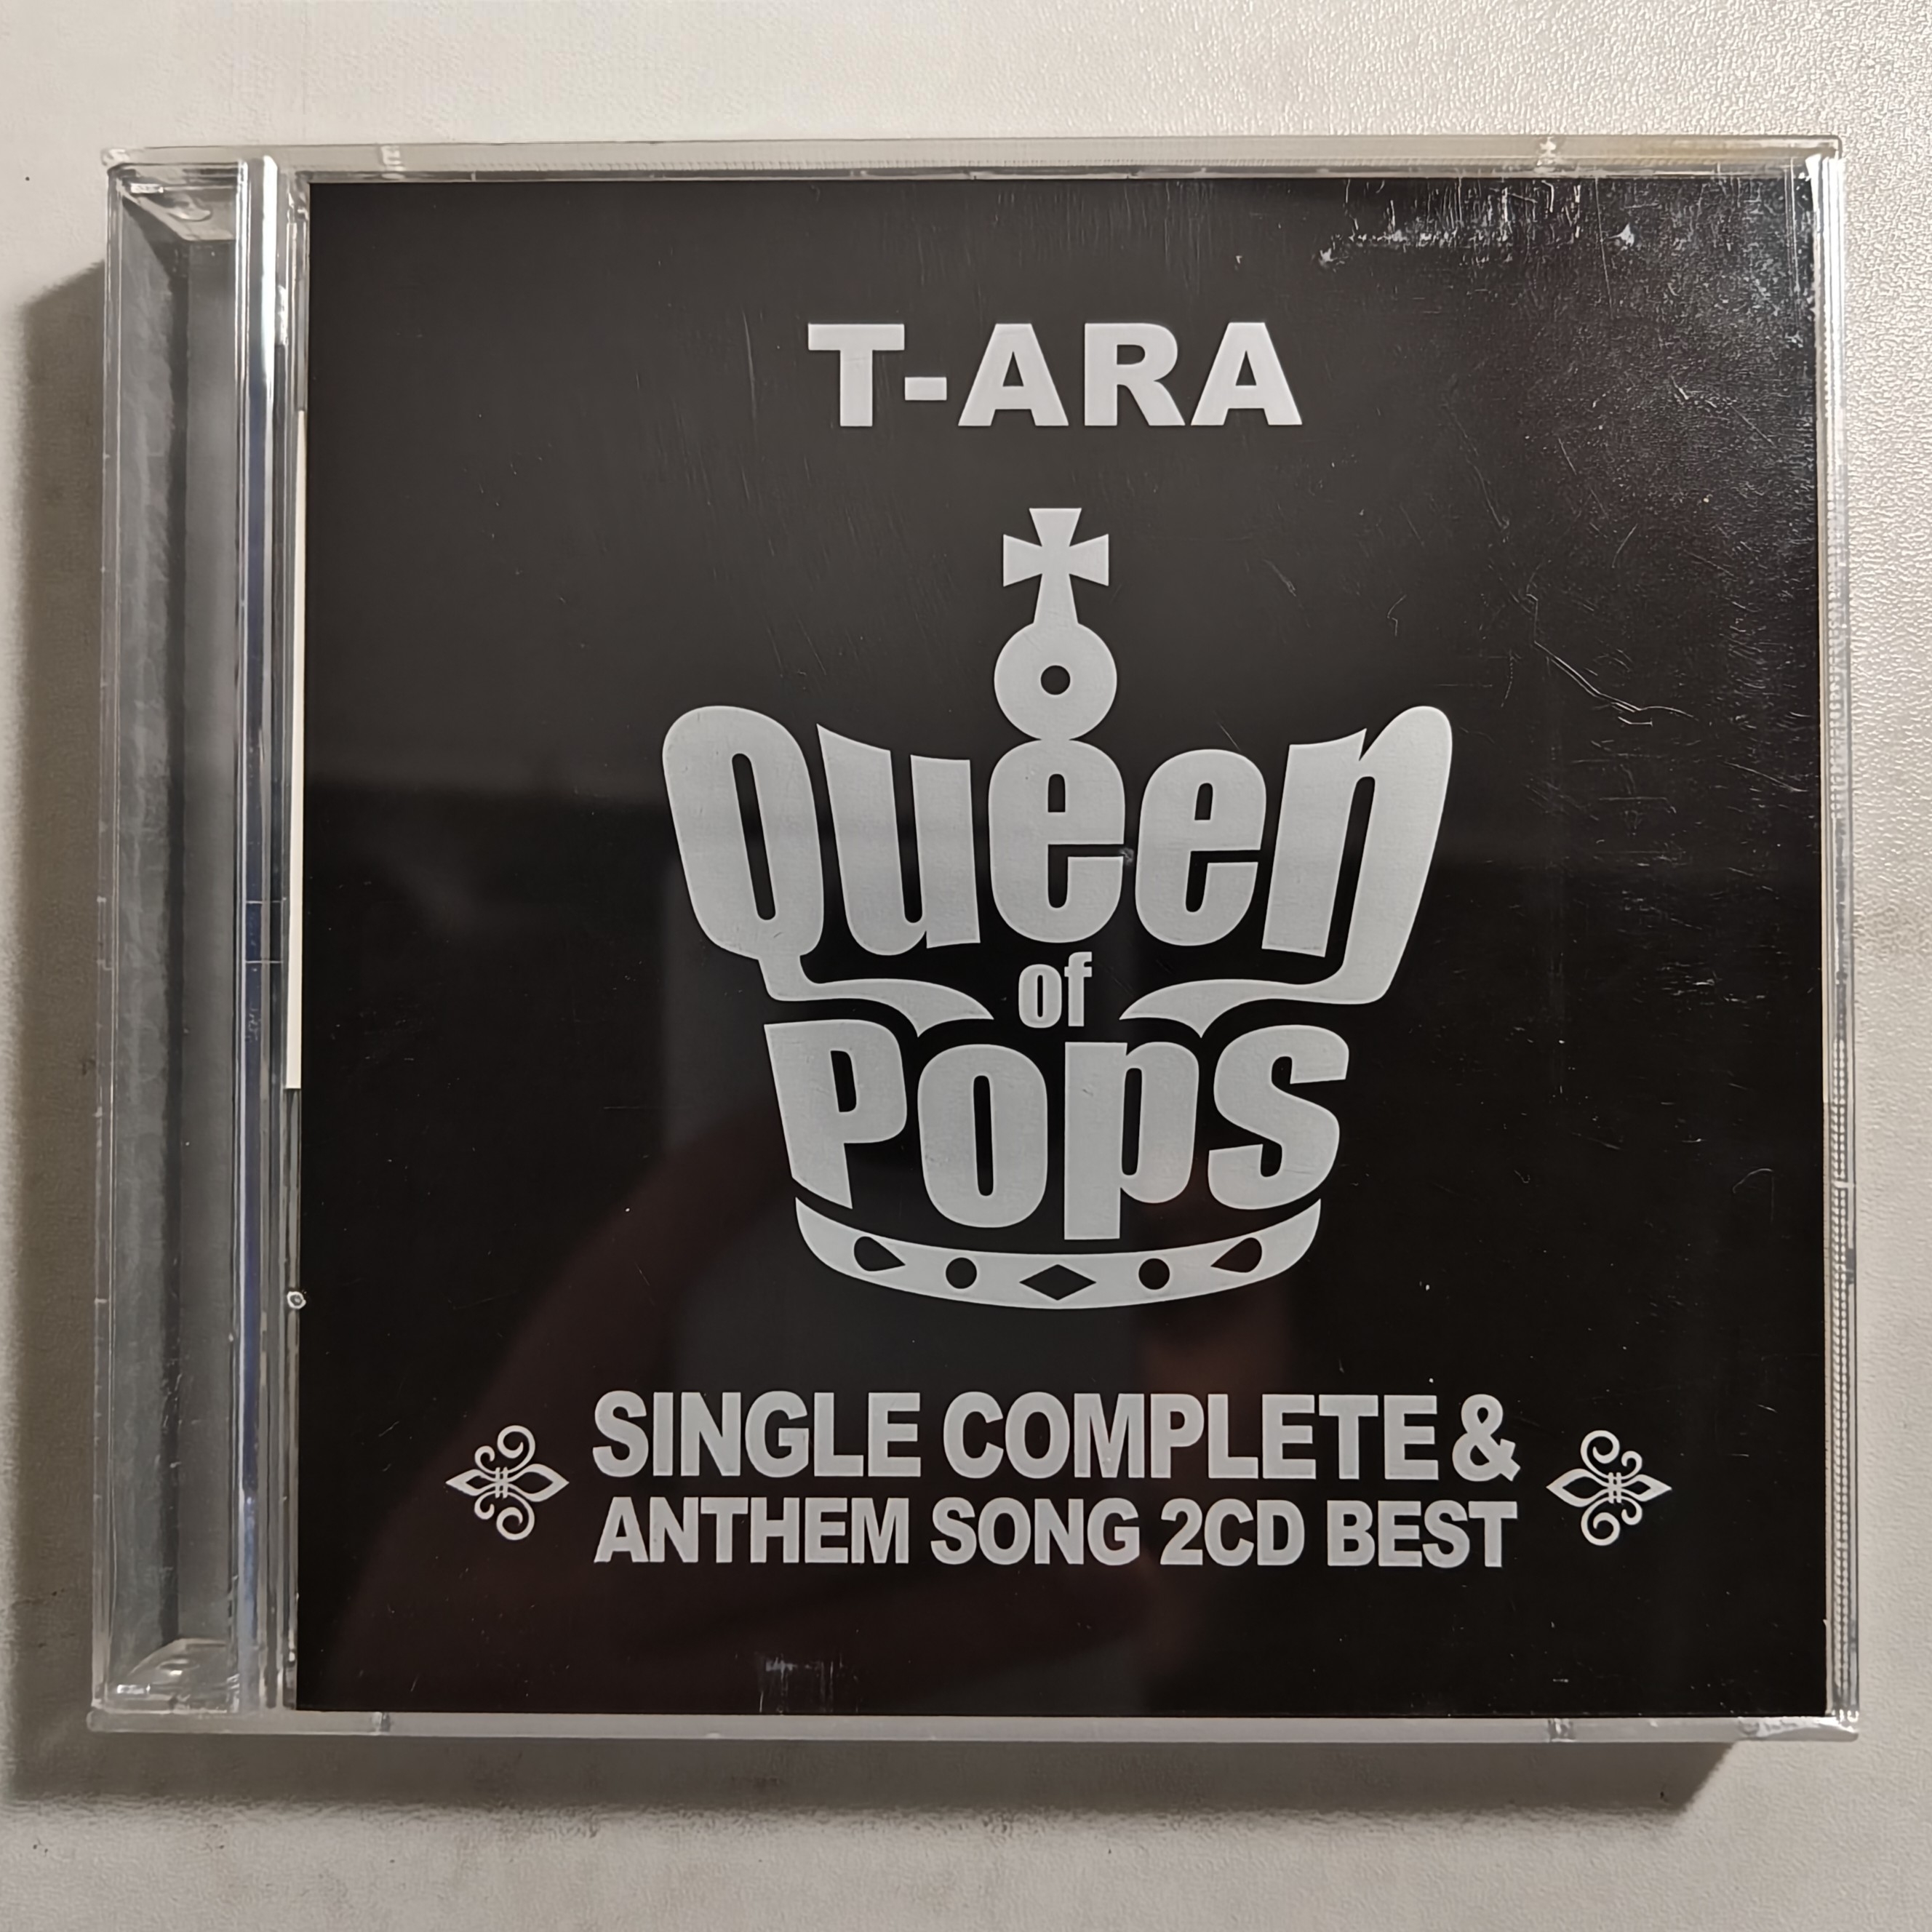 T-ARA
Queen
of
Pops
SINGLE COMPLETE &
ANTHEM SONG 2CD BEST